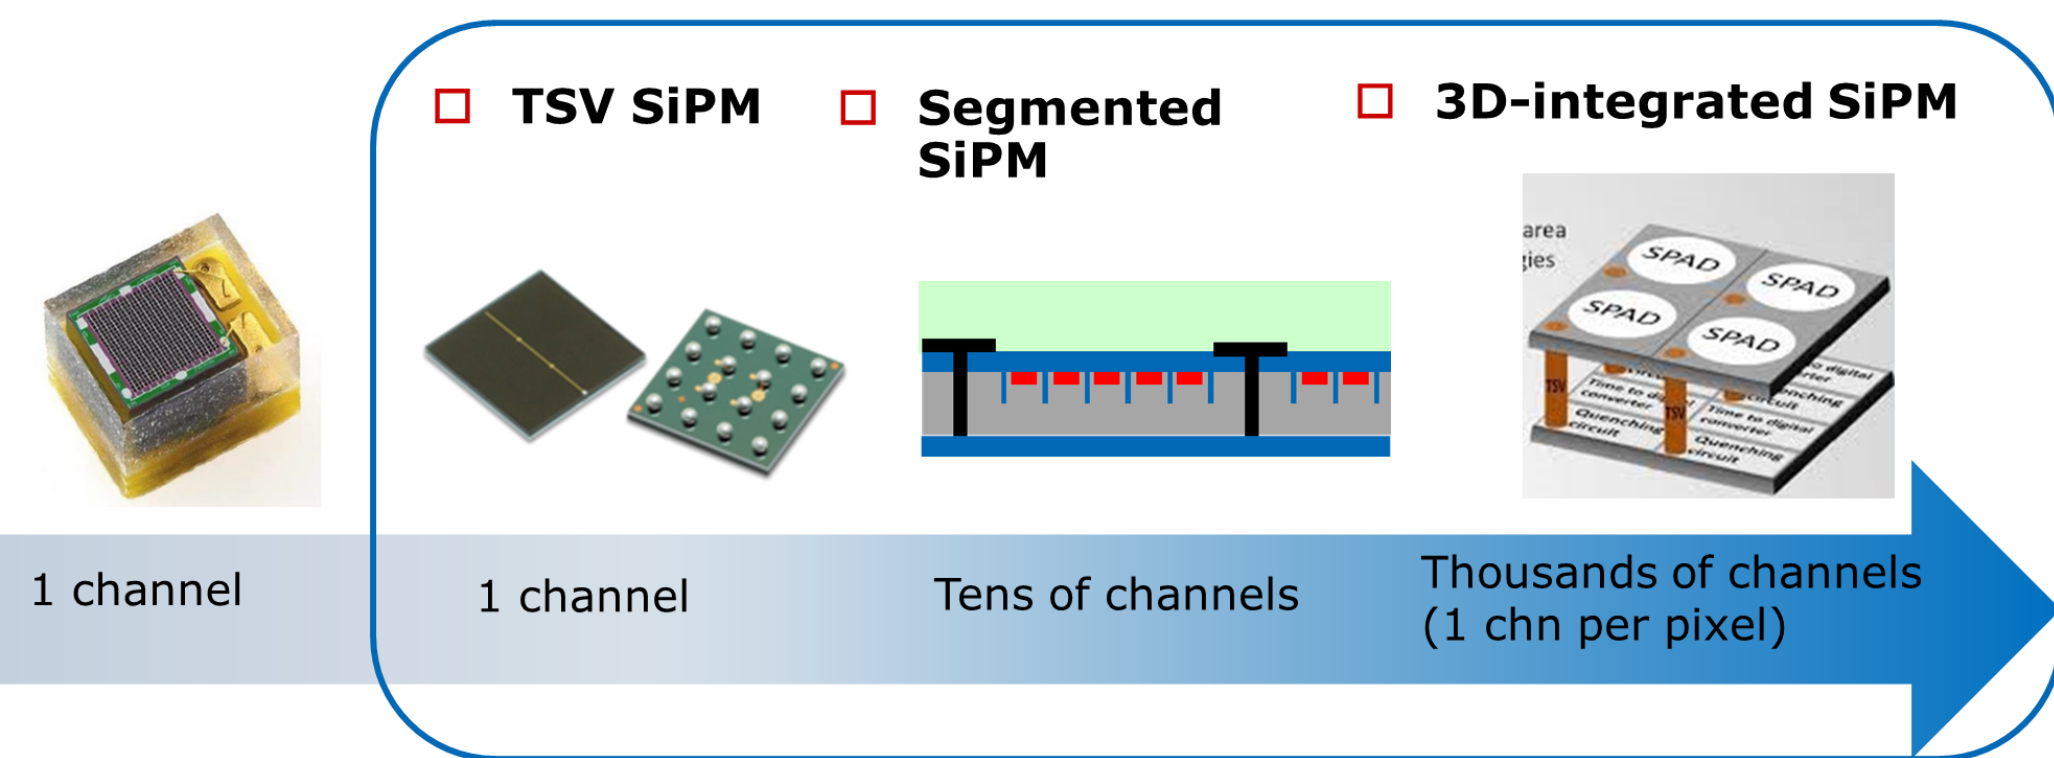 TSV SiPM
Segmented
SiPM
3D-integrated SiPM
area
gies
SPAD
SPAD
SPAD
SPAD
TSV
TSV
Time to digital
converter
Quenching
circuit
Time to digital
converter
Quenching
circuit
1 channel
1 channel
Tens of channels
Thousands of channels
(1 chn per pixel)